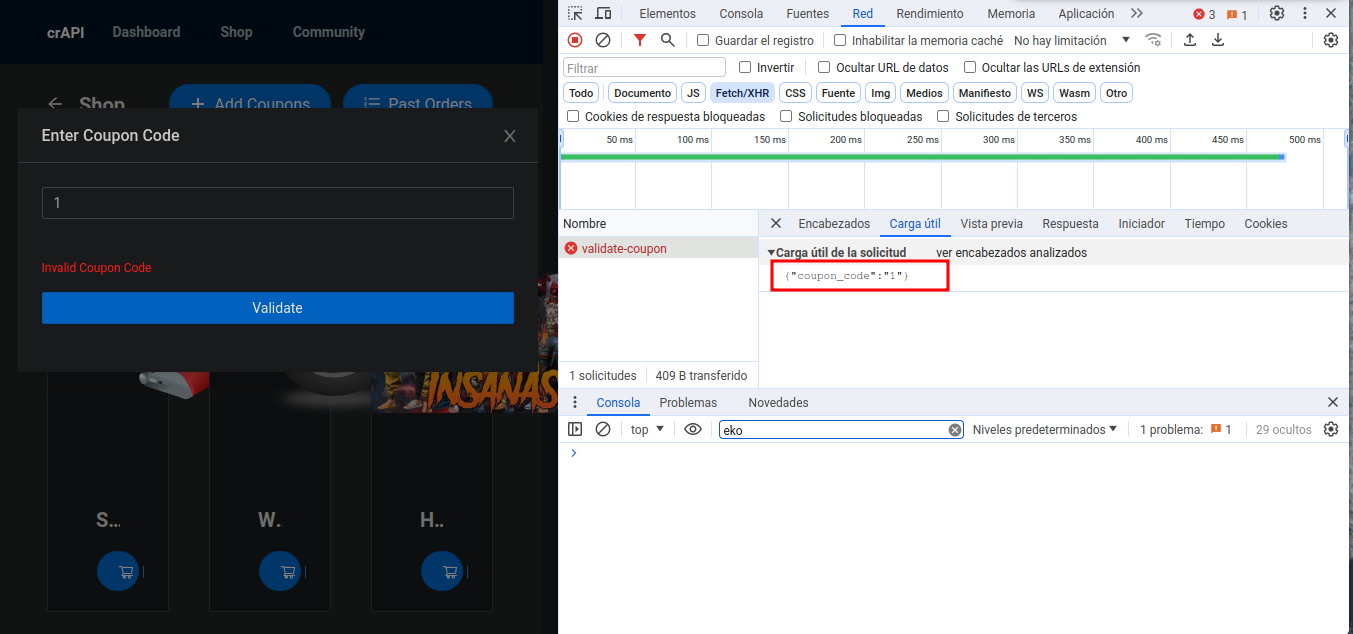 crAPI Dashboard Shop Community
← Shop + Add Coupons Past Orders
Enter Coupon Code
1
Invalid Coupon Code
Validate
INSANAS
S... W.. H..
Elementos Consola Fuentes Red Rendimiento Memoria Aplicación 3 1
Guardar el registro Inhabilitar la memoria caché No hay limitación
Filtrar Invertir Ocultar URL de datos Ocultar las URLs de extensión
Todo Documento JS Fetch/XHR CSS Fuente Img Medios Manifiesto WS Wasm Otro
Cookies de respuesta bloqueadas Solicitudes bloqueadas Solicitudes de terceros
50 ms 100 ms 150 ms 200 ms 250 ms 300 ms 350 ms 400 ms 450 ms 500 ms
Nombre Encabezados Carga útil Vista previa Respuesta Iniciador Tiempo Cookies
validate-coupon Carga útil de la solicitud ver encabezados analizados
{"coupon_code":"1"}
1 solicitudes 409 B transferido
Consola Problemas Novedades
top eko Niveles predeterminados 1 problema: 1 29 ocultos